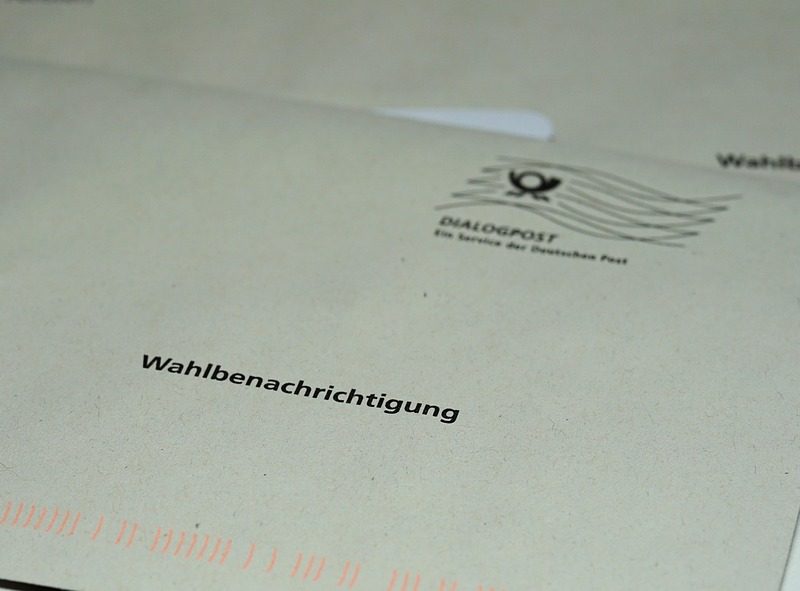 DIALOGPOST
Ein Service der Deutschen Post
Wahlb
Wahlbenachrichtigung